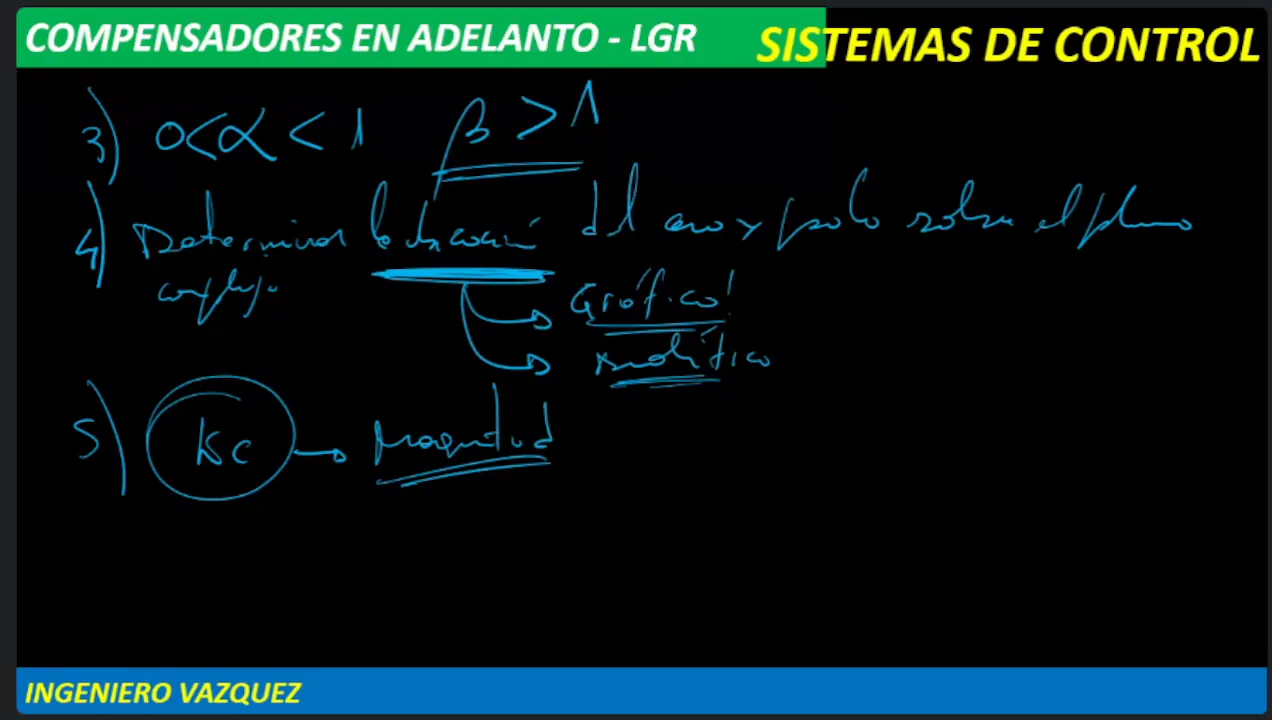 COMPENSADORES EN ADELANTO - LGR
SISTEMAS DE CONTROL
3) 0<α<1 β>1
4) Determinar la ubicación del cero y polo sobre el plano
complejo
Gráfico!
Analítico
5) Kc → Magnitud
INGENIERO VAZQUEZ